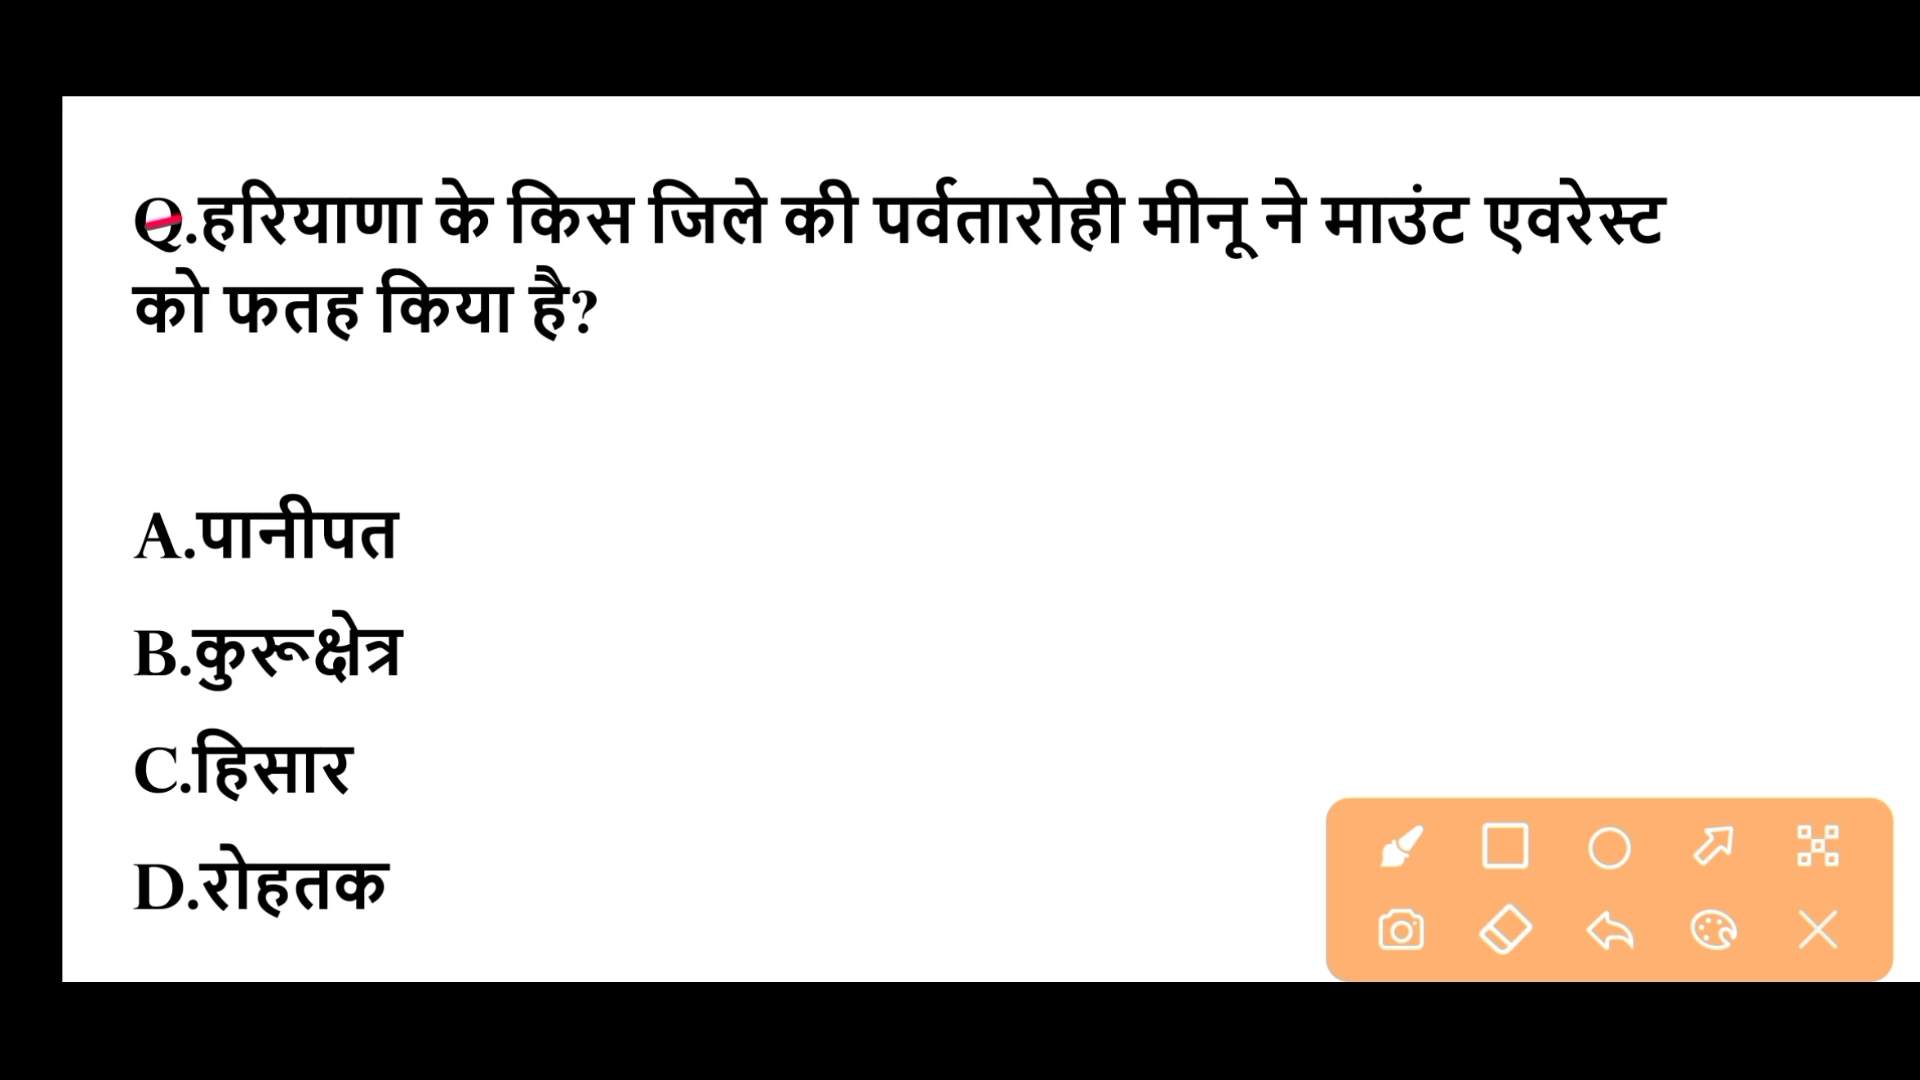 Q.हरियाणा के किस जिले की पर्वतारोही मीनू ने माउंट एवरेस्ट
को फतह किया है?
A.पानीपत
B.कुरूक्षेत्र
C.हिसार
D.रोहतक